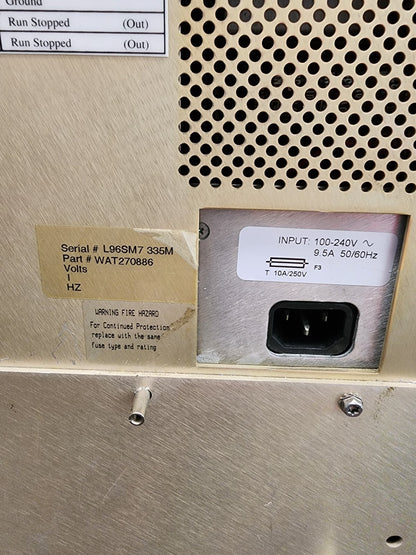 Ground
Run Stopped (Out)
Run Stopped (Out)
INPUT: 100-240V ∿
9.5A 50/60Hz
F3
T 10A/250V
Serial # L96SM7 335M
Part # WAT270886
Volts
I
HZ
WARNING FIRE HAZARD
For Continued Protection
replace with the same
fuse type and rating